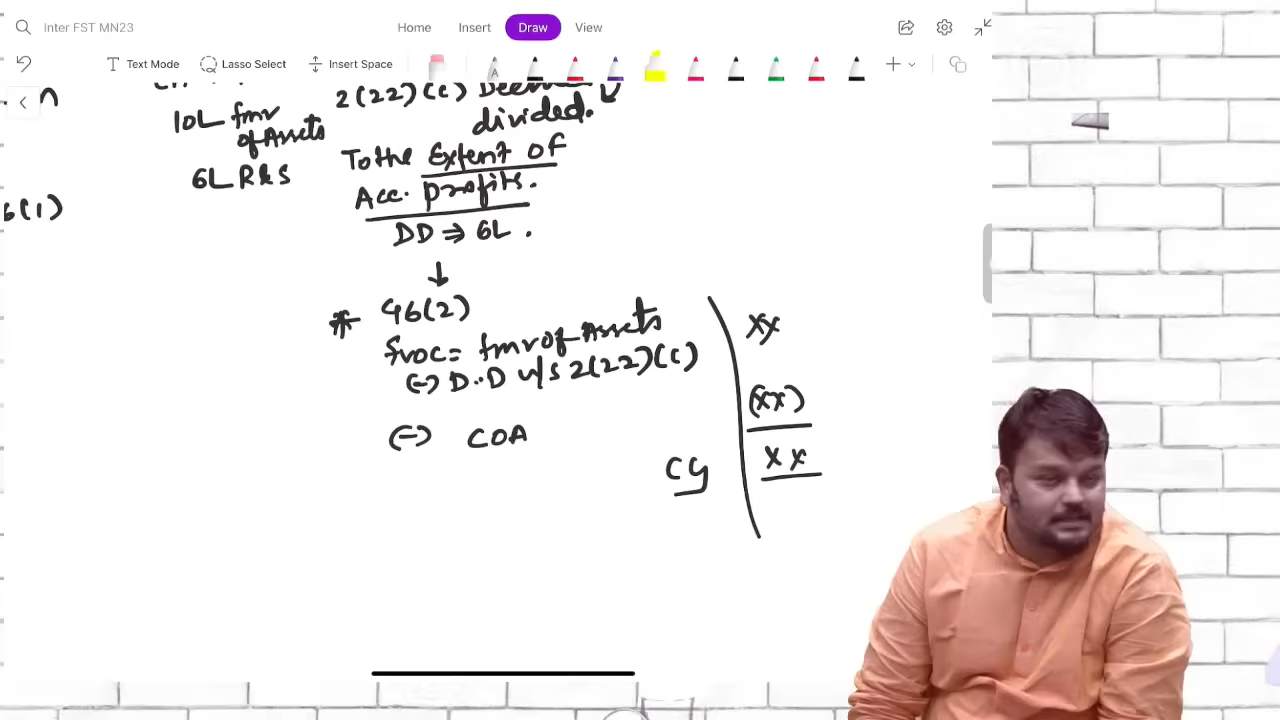 inter FST MN23
Home
Insert
Draw
View
Text Mode
Lasso Select
Insert Space
10L fmv
of Assets
6L R&S
6(1)
2(22)(c)
divided.
To the Extent of
Acc. profits.
DD ⇒ 6L.
↓
* 46(2)
fvoc = fmv of Assets
(-) D.D u/s 2(22)(c)
(-) COA
CG
xx
(xx)
xx